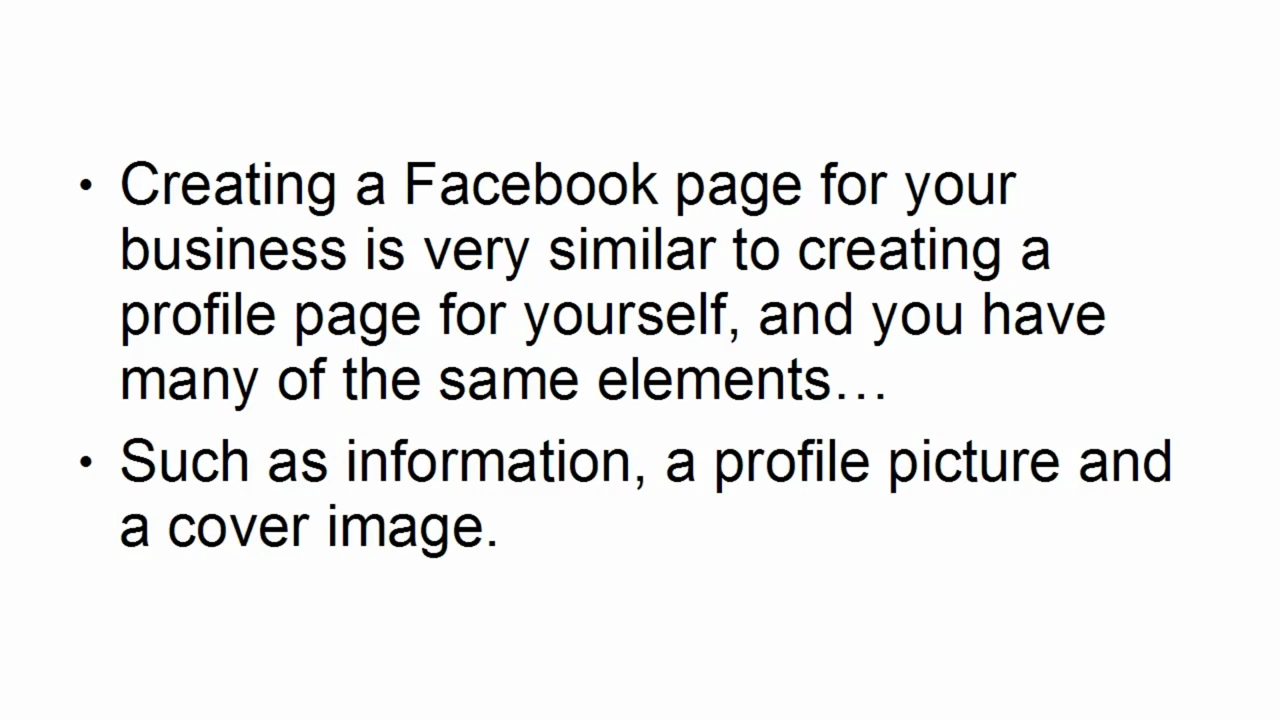 • Creating a Facebook page for your
business is very similar to creating a
profile page for yourself, and you have
many of the same elements…
• Such as information, a profile picture and
a cover image.